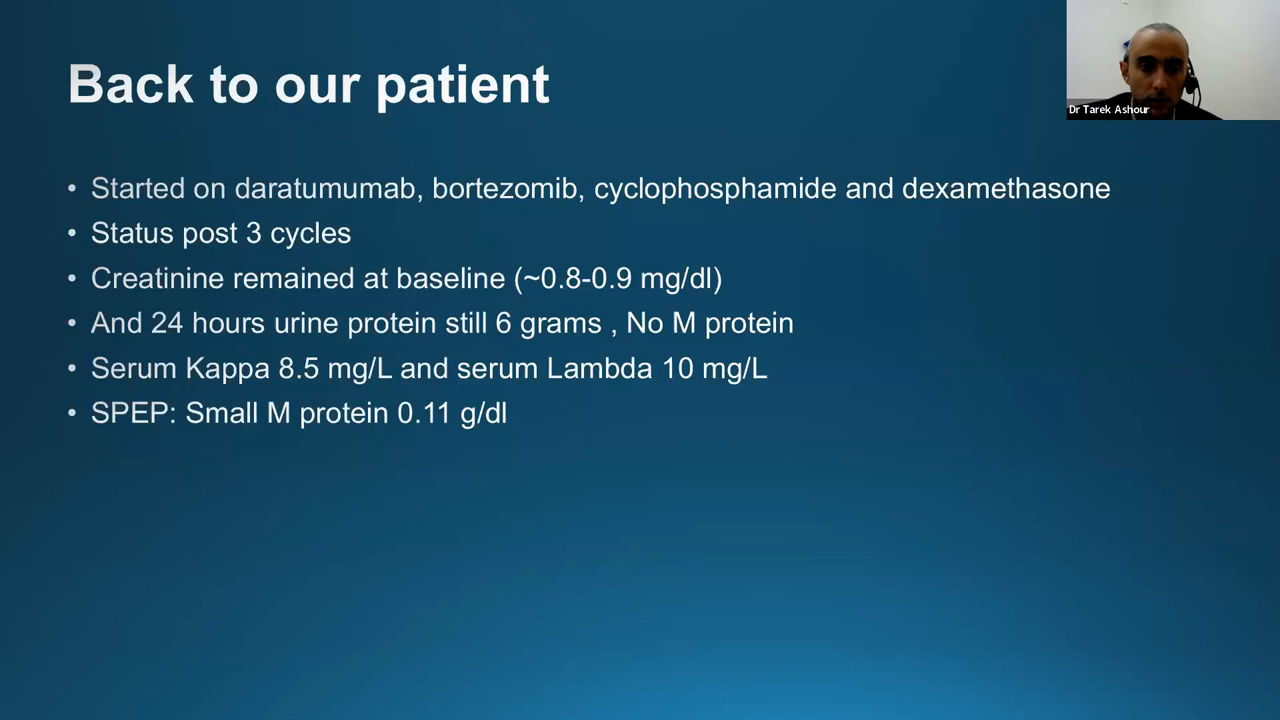 Back to our patient
Dr Tarek Ashour
• Started on daratumumab, bortezomib, cyclophosphamide and dexamethasone
• Status post 3 cycles
• Creatinine remained at baseline (~0.8-0.9 mg/dl)
• And 24 hours urine protein still 6 grams , No M protein
• Serum Kappa 8.5 mg/L and serum Lambda 10 mg/L
• SPEP: Small M protein 0.11 g/dl